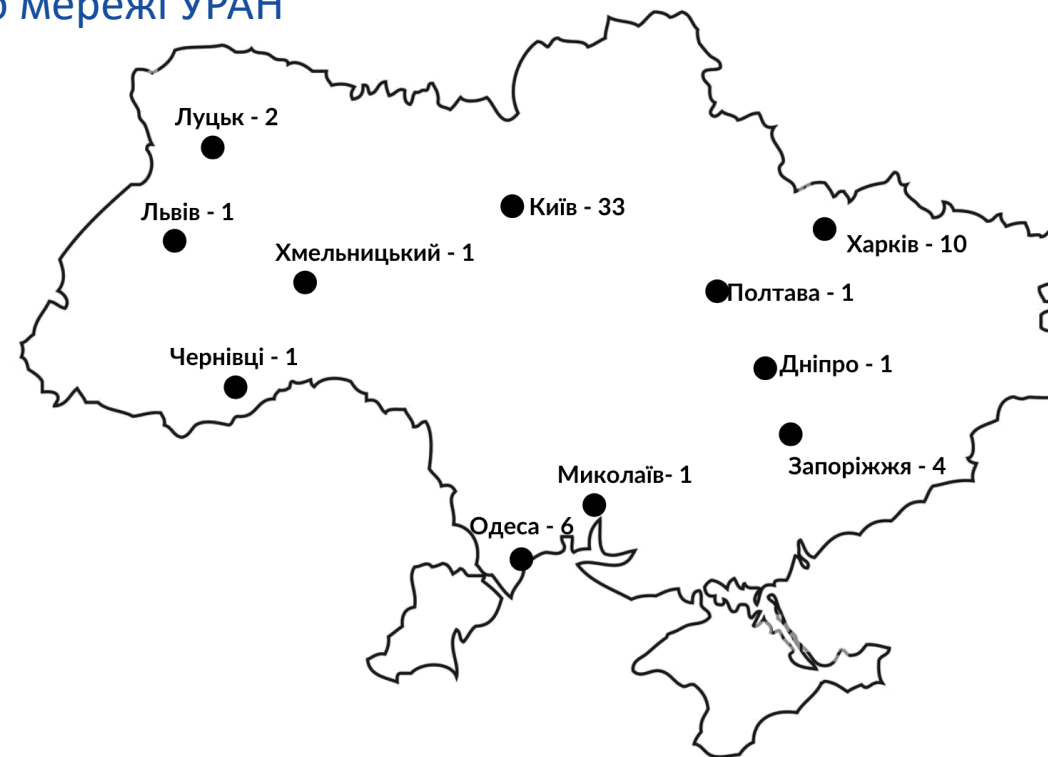 мережі УРАН
Луцьк - 2
Львів - 1
Київ - 33
Хмельницький - 1
Харків - 10
Полтава - 1
Чернівці - 1
Дніпро - 1
Запоріжжя - 4
Миколаїв- 1
Одеса - 6